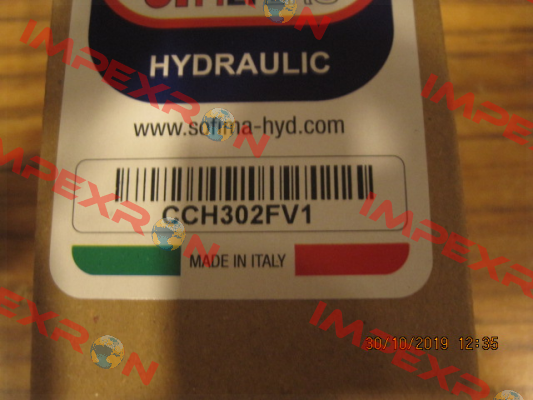 HYDRAULIC
www.sofima-hyd.com
CCH302FV1
MADE IN ITALY
30/10/2019 12:35
IMPEXRON
IMPEXRON
IMPEXRON
IMPEXRON